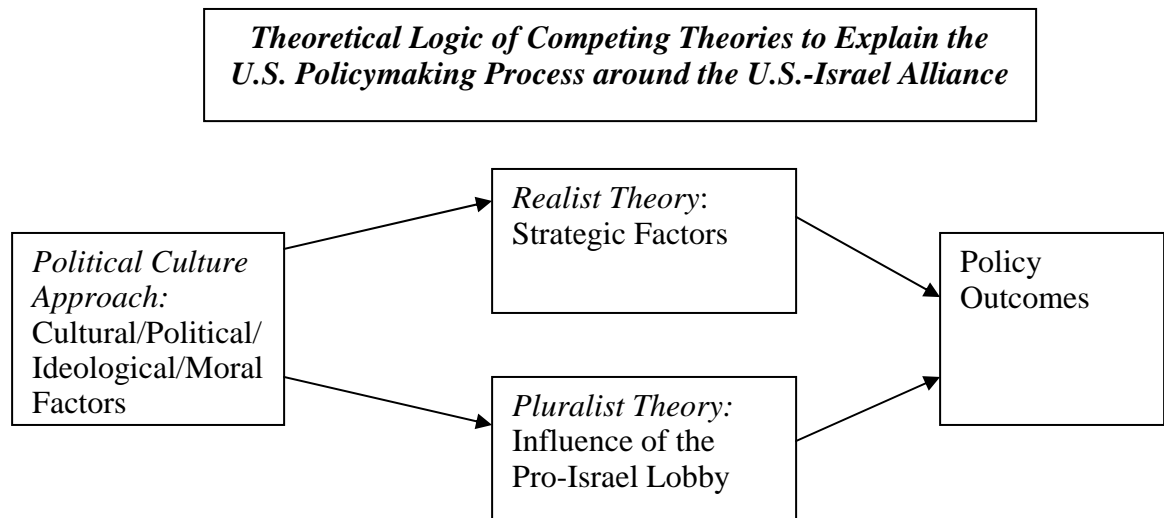 Theoretical Logic of Competing Theories to Explain the
U.S. Policymaking Process around the U.S.-Israel Alliance
Political Culture
Approach:
Cultural/Political/
Ideological/Moral
Factors
Realist Theory:
Strategic Factors
Pluralist Theory:
Influence of the
Pro-Israel Lobby
Policy
Outcomes